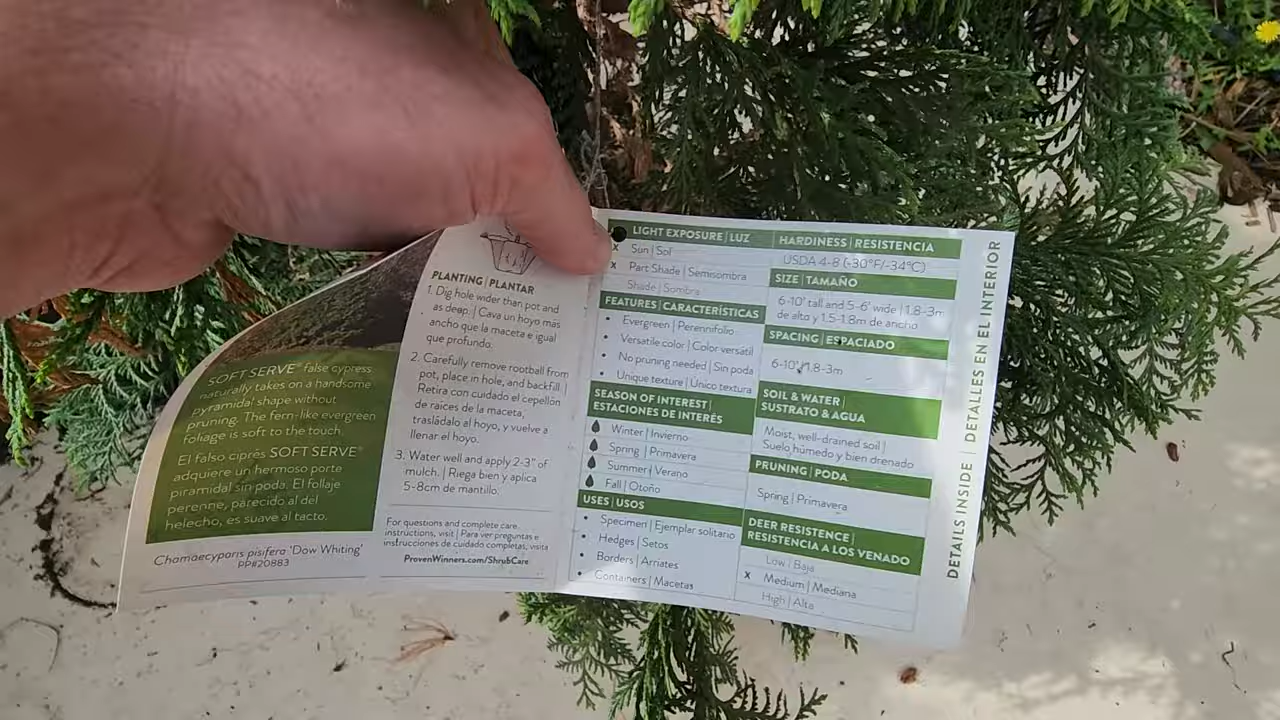 SOFT SERVE® false cypress
naturally takes on a handsome
pyramidal shape without
pruning. The fern-like evergreen
foliage is soft to the touch.
El falso ciprés SOFT SERVE®
adquiere un hermoso porte
piramidal sin poda. El follaje
perenne, parecido al del
helecho, es suave al tacto.
Chamaecyparis pisifera 'Dow Whiting'
PP#20883
PLANTING | PLANTAR
1. Dig hole wider than pot and
as deep. | Cava un hoyo más
ancho que la maceta e igual
que profundo.
2. Carefully remove rootball from
pot, place in hole, and backfill. |
Retira con cuidado el cepellón
de raíces de la maceta,
trasládalo al hoyo, y vuelve a
llenar el hoyo.
3. Water well and apply 2-3" of
mulch. | Riega bien y aplica
5-8cm de mantillo.
For questions and complete care
instructions, visit | Para ver preguntas e
instrucciones de cuidado completas, visita
ProvenWinners.com/ShrubCare
LIGHT EXPOSURE | LUZ
x Sun | Sol
x Part Shade | Semisombra
Shade | Sombra
FEATURES | CARACTERÍSTICAS
• Evergreen | Perennifolio
• Versatile color | Color versátil
• No pruning needed | Sin poda
• Unique texture | Único textura
SEASON OF INTEREST |
ESTACIONES DE INTERÉS
Winter | Invierno
Spring | Primavera
Summer | Verano
Fall | Otoño
USES | USOS
• Specimen | Ejemplar solitario
• Hedges | Setos
• Borders | Arriates
• Containers | Macetas
HARDINESS | RESISTENCIA
USDA 4-8 (-30°F/-34°C)
SIZE | TAMAÑO
6-10' tall and 5-6' wide | 1.8-3m
de alto y 1.5-1.8m de ancho
SPACING | ESPACIADO
6-10'/1.8-3m
SOIL & WATER |
SUSTRATO & AGUA
Moist, well-drained soil |
Suelo húmedo y bien drenado
PRUNING | PODA
Spring | Primavera
DEER RESISTENCE |
RESISTENCIA A LOS VENADO
Low | Baja
x Medium | Mediana
High | Alta
DETAILS INSIDE | DETALLES EN EL INTERIOR